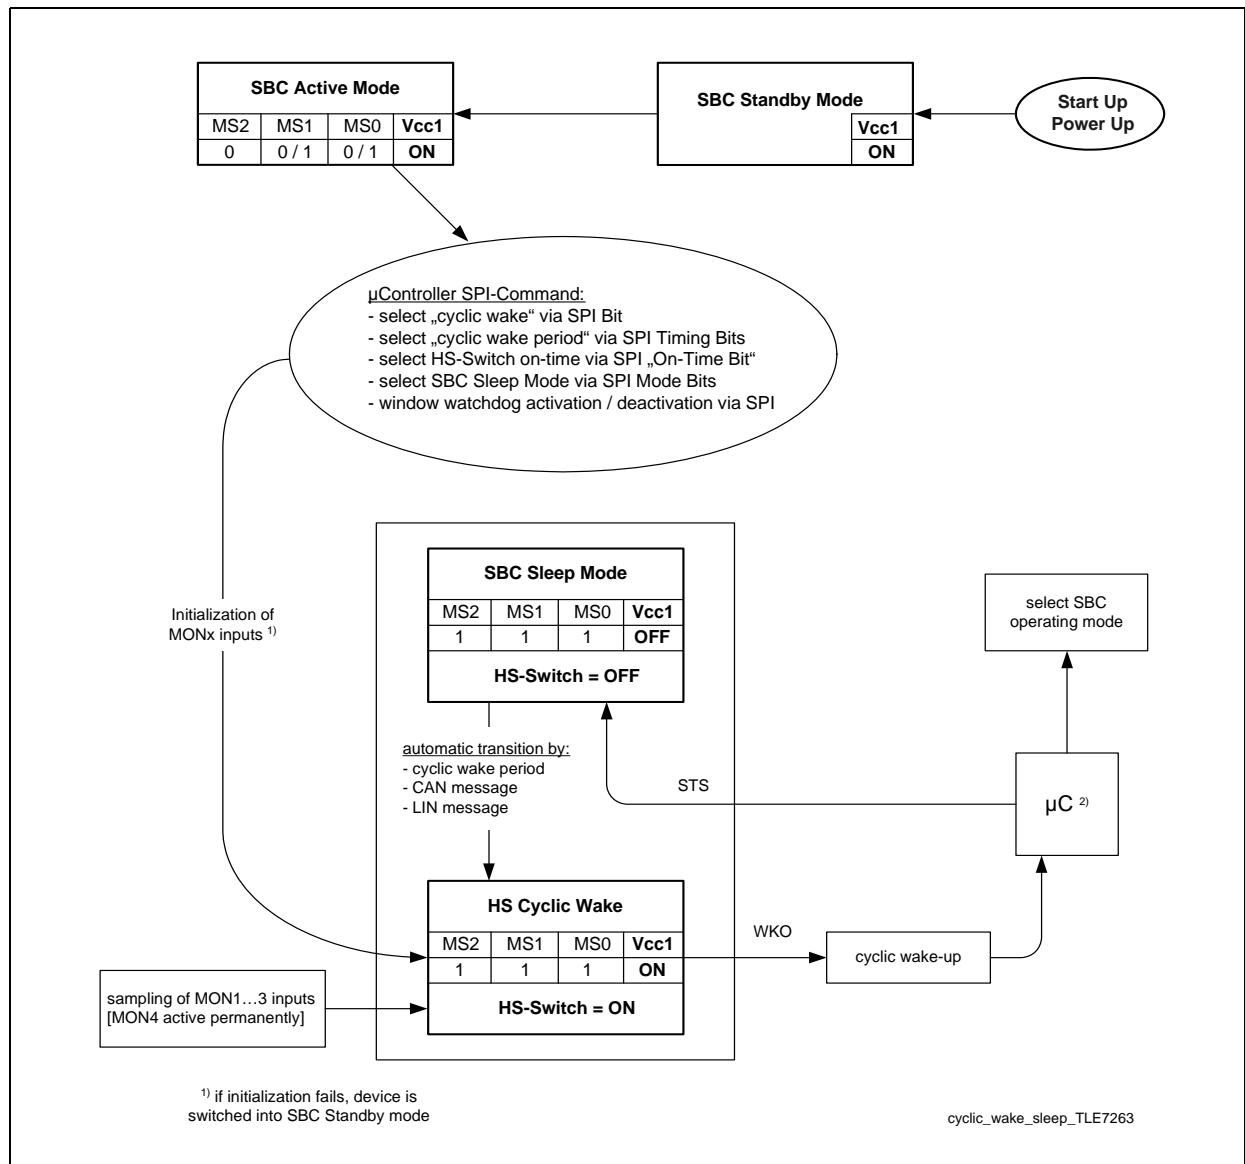 SBC Active Mode
MS2 MS1 MS0 Vcc1
0 0 / 1 0 / 1 ON
SBC Standby Mode
Vcc1
ON
Start Up
Power Up
µController SPI-Command:
- select „cyclic wake“ via SPI Bit
- select „cyclic wake period“ via SPI Timing Bits
- select HS-Switch on-time via SPI „On-Time Bit“
- select SBC Sleep Mode via SPI Mode Bits
- window watchdog activation / deactivation via SPI
Initialization of
MONx inputs 1)
SBC Sleep Mode
MS2 MS1 MS0 Vcc1
1 1 1 OFF
HS-Switch = OFF
automatic transition by:
- cyclic wake period
- CAN message
- LIN message
STS
select SBC
operating mode
µC 2)
HS Cyclic Wake
MS2 MS1 MS0 Vcc1
1 1 1 ON
HS-Switch = ON
WKO
cyclic wake-up
sampling of MON1…3 inputs
[MON4 active permanently]
1) if initialization fails, device is
switched into SBC Standby mode
cyclic_wake_sleep_TLE7263